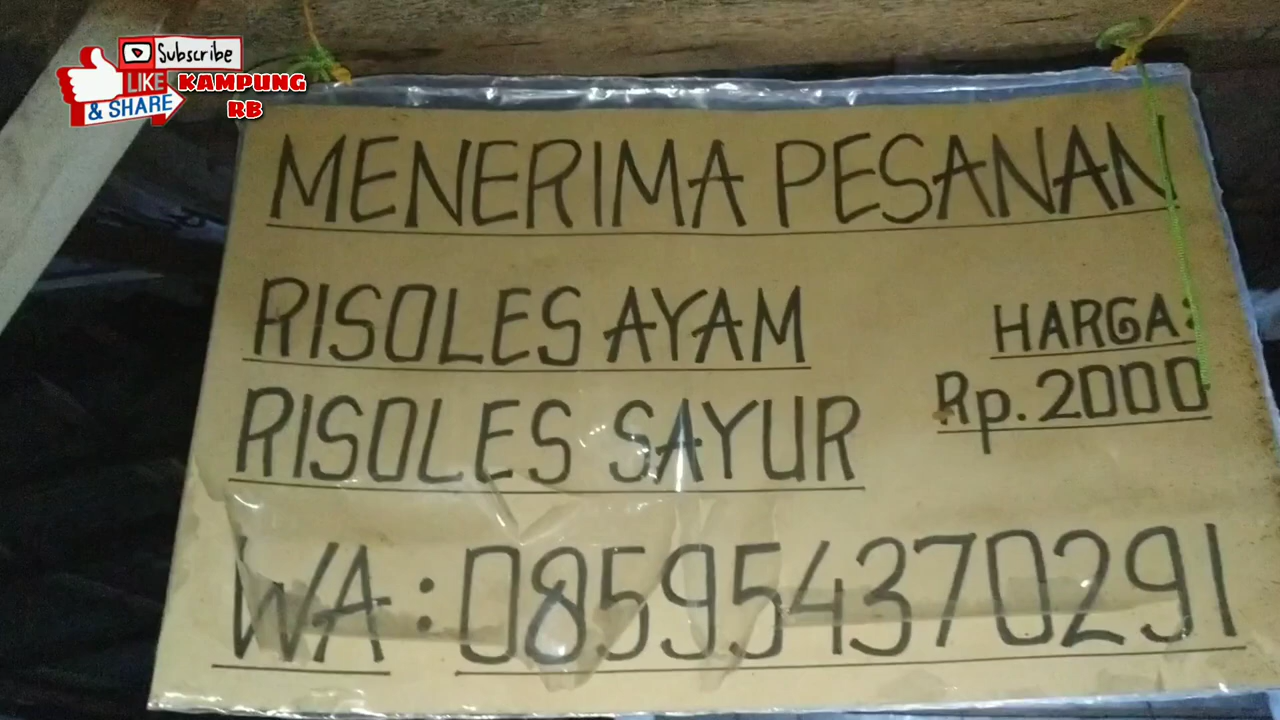 Subscribe
LIKE
& SHARE
KAMPUNG
RB
MENERIMA PESANAN
RISOLES AYAM
RISOLES SAYUR
HARGA:
Rp.2000
WA: 085954370291